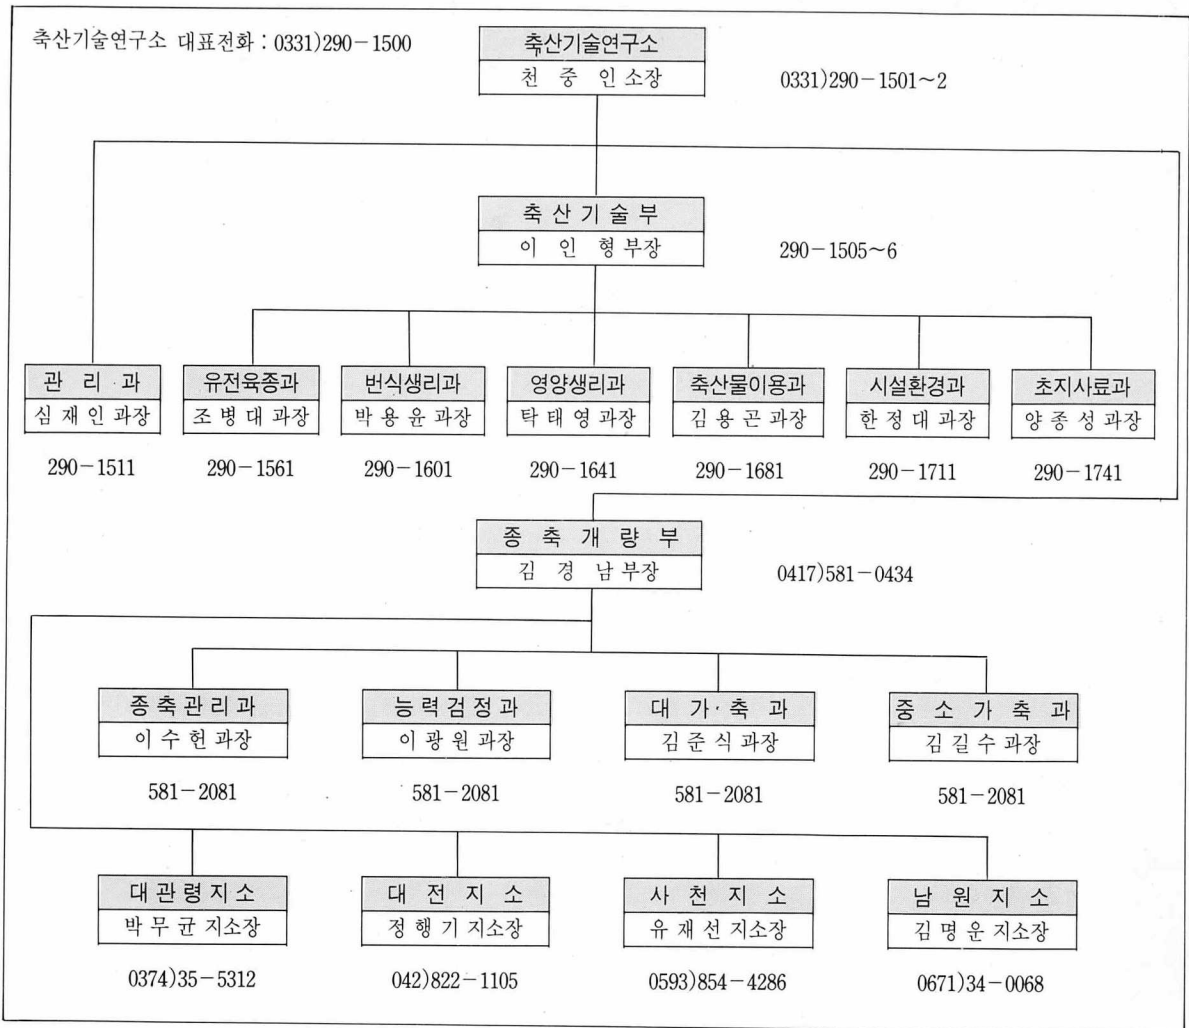 축산기술연구소 대표전화 : 0331)290-1500
축산기술연구소
천 중 인 소장
0331)290-1501~2
축 산 기 술 부
이 인 형 부장
290-1505~6
관 리 과
심 재 인 과장
290-1511
유전육종과
조 병 대 과장
290-1561
번식생리과
박 용 윤 과장
290-1601
영양생리과
탁 태 영 과장
290-1641
축산물이용과
김 용 곤 과장
290-1681
시설환경과
한 정 대 과장
290-1711
초지사료과
양 종 성 과장
290-1741
종 축 개 량 부
김 경 남 부장
0417)581-0434
종 축 관 리 과
이 수 헌 과장
581-2081
능 력 검 정 과
이 광 원 과장
581-2081
대 가 축 과
김 준 식 과장
581-2081
중 소 가 축 과
김 길 수 과장
581-2081
대 관 령 지 소
박 무 균 지소장
0374)35-5312
대 전 지 소
정 행 기 지소장
042)822-1105
사 천 지 소
유 재 선 지소장
0593)854-4286
남 원 지 소
김 명 운 지소장
0671)34-0068